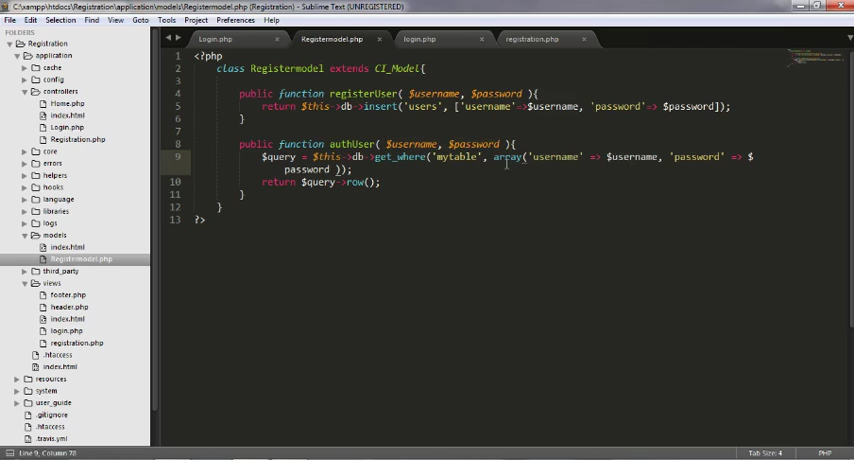 C:\xampp\htdocs\Registration\application\models\Registermodel.php (Registration) - Sublime Text (UNREGISTERED)
File Edit Selection Find View Goto Tools Project Preferences Help
FOLDERS
Registration
application
cache
config
controllers
Home.php
index.html
Login.php
Registration.php
core
errors
helpers
hooks
language
libraries
logs
models
index.html
Registermodel.php
third_party
views
footer.php
header.php
index.html
login.php
registration.php
.htaccess
index.html
resources
system
user_guide
.gitignore
.htaccess
.travis.yml
Login.php × Registermodel.php × login.php × registration.php ×
1 <?php
2 class Registermodel extends CI_Model{
3
4 public function registerUser( $username, $password ){
5 return $this->db->insert('users', ['username'=>$username, 'password'=> $password]);
6 }
7
8 public function authUser( $username, $password ){
9 $query = $this->db->get_where('mytable', array('username' => $username, 'password' => $
password ));
10 return $query->row();
11 }
12 }
13 ?>
Line 9, Column 78 Tab Size: 4 PHP